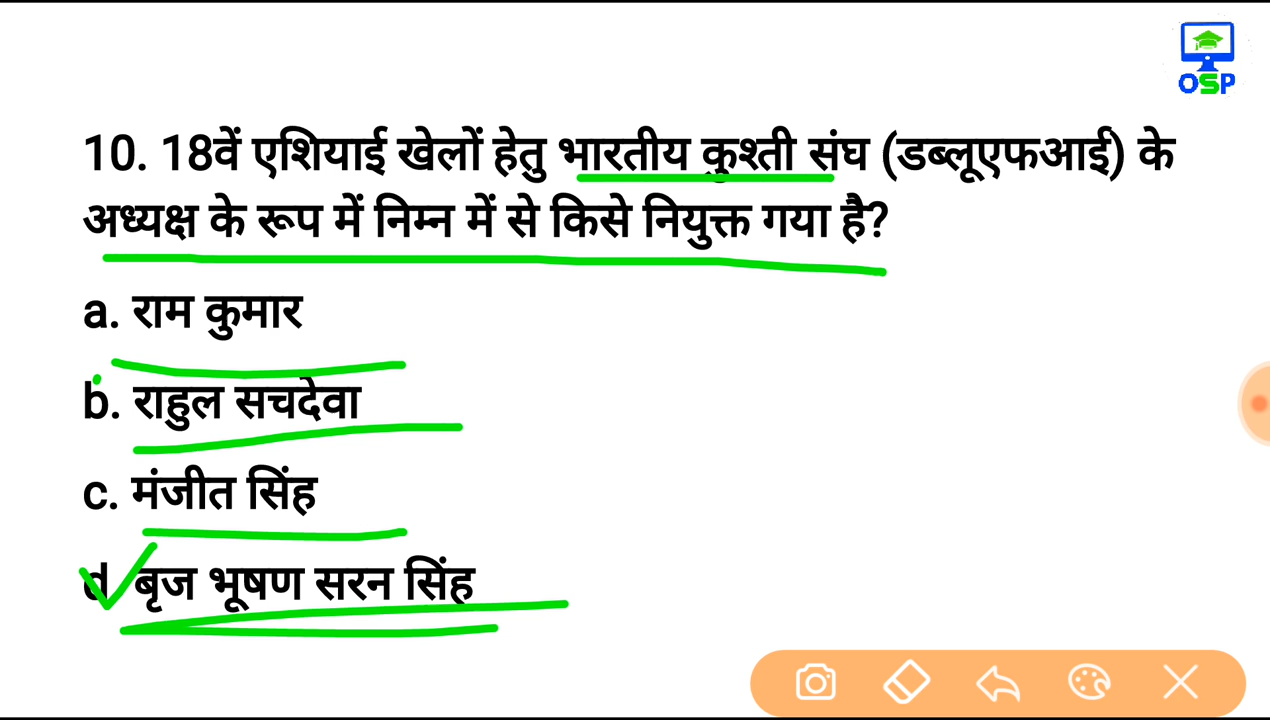 OSP
10. 18वें एशियाई खेलों हेतु भारतीय कुश्ती संघ (डब्लूएफआई) के
अध्यक्ष के रूप में निम्न में से किसे नियुक्त गया है?
a. राम कुमार
b. राहुल सचदेवा
c. मंजीत सिंह
d. बृज भूषण सरन सिंह